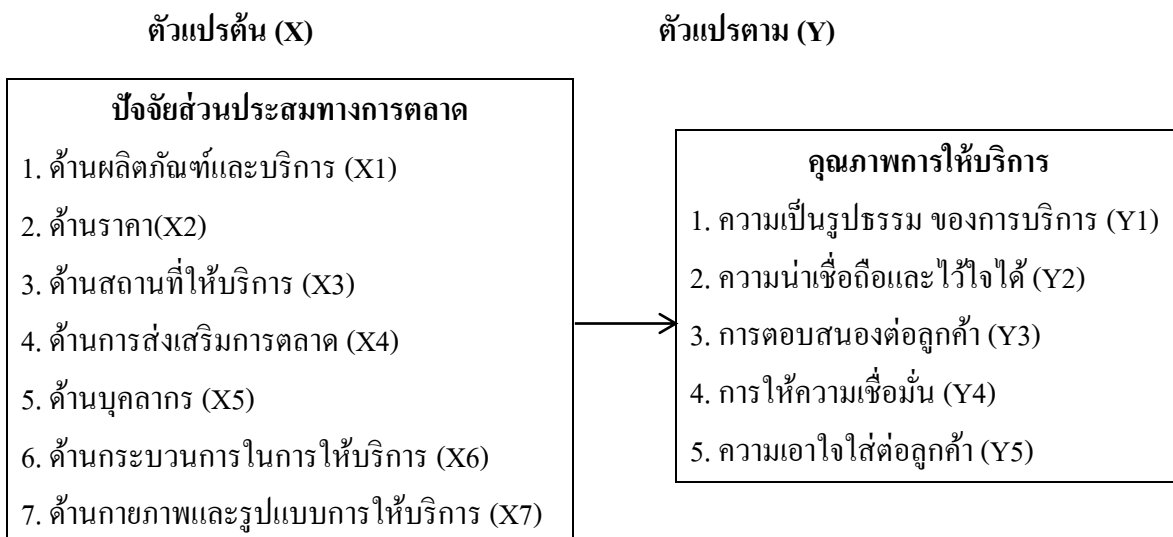 ตัวแปรต้น (X)
ตัวแปรตาม (Y)
ปัจจัยส่วนประสมทางการตลาด
1. ด้านผลิตภัณฑ์และบริการ (X1)
2. ด้านราคา(X2)
3. ด้านสถานที่ให้บริการ (X3)
4. ด้านการส่งเสริมการตลาด (X4)
5. ด้านบุคลากร (X5)
6. ด้านกระบวนการในการให้บริการ (X6)
7. ด้านกายภาพและรูปแบบการให้บริการ (X7)
คุณภาพการให้บริการ
1. ความเป็นรูปธรรม ของการบริการ (Y1)
2. ความน่าเชื่อถือและไว้ใจได้ (Y2)
3. การตอบสนองต่อลูกค้า (Y3)
4. การให้ความเชื่อมั่น (Y4)
5. ความเอาใจใส่ต่อลูกค้า (Y5)